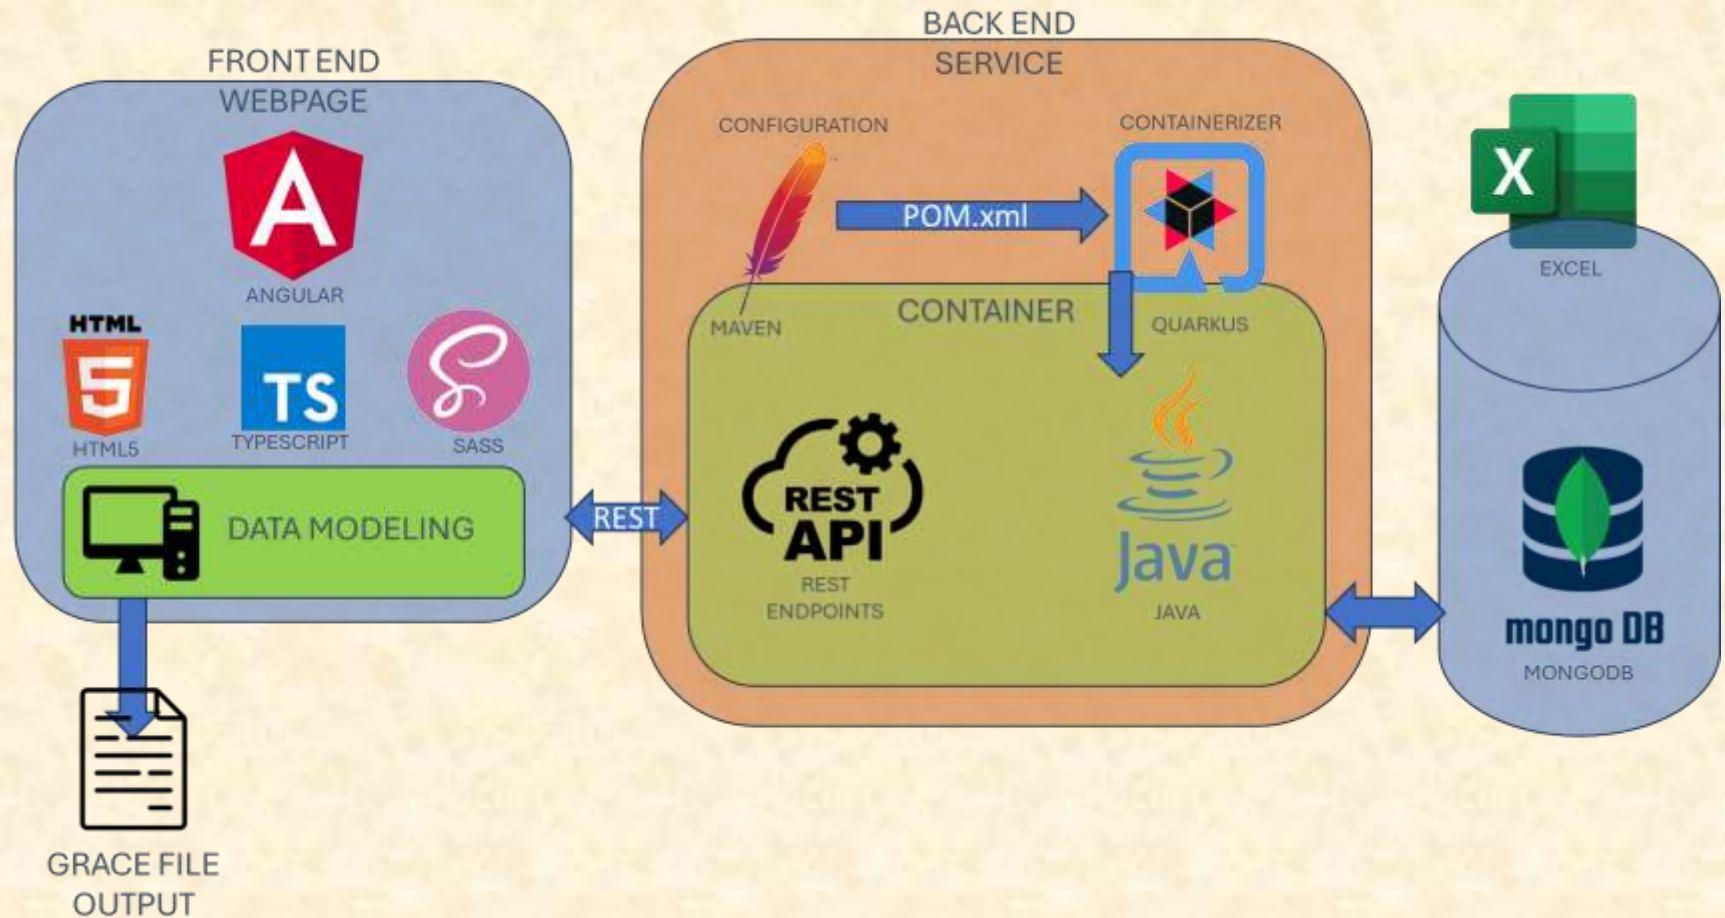 FRONT END
WEBPAGE
A
ANGULAR
HTML
5
HTML5
TS
TYPESCRIPT
S
SASS
DATA MODELING
GRACE FILE
OUTPUT
REST
BACK END
SERVICE
CONFIGURATION
MAVEN
POM.xml
CONTAINERIZER
QUARKUS
CONTAINER
REST
API
REST
ENDPOINTS
Java
JAVA
X
EXCEL
mongo DB
MONGODB